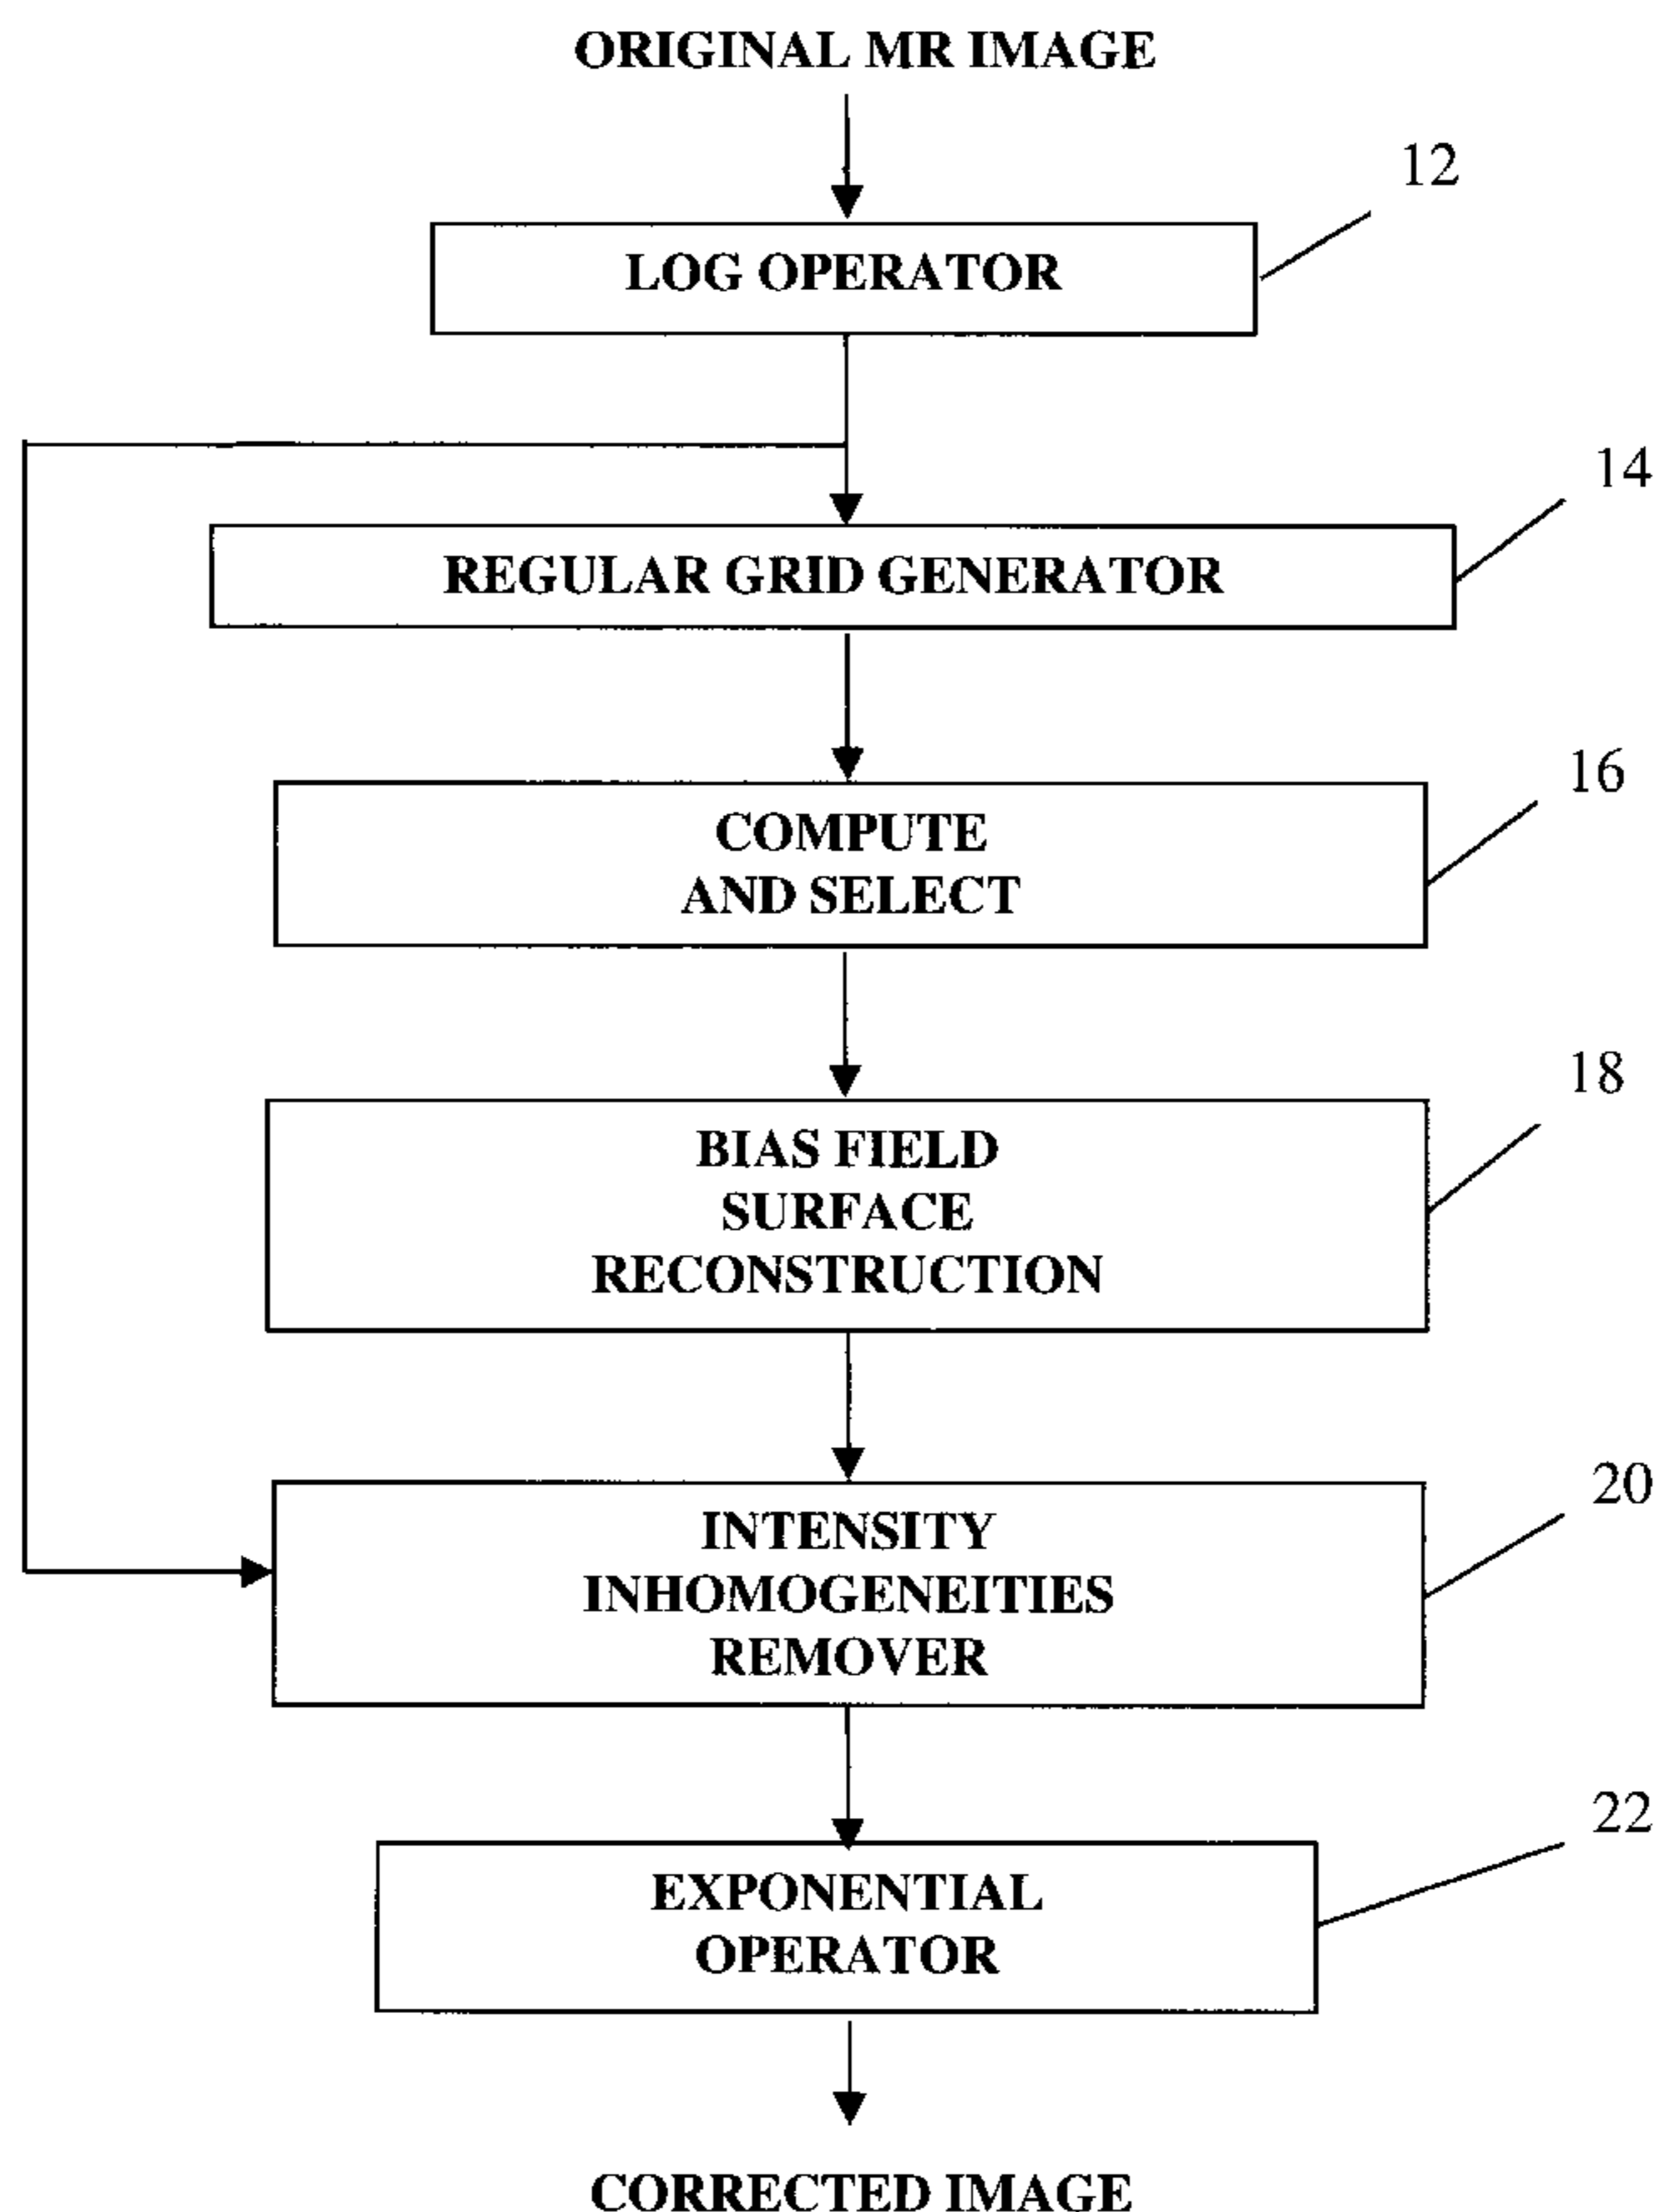 ORIGINAL MR IMAGE
12
LOG OPERATOR
14
REGULAR GRID GENERATOR
16
COMPUTE
AND SELECT
18
BIAS FIELD
SURFACE
RECONSTRUCTION
20
INTENSITY
INHOMOGENEITIES
REMOVER
22
EXPONENTIAL
OPERATOR
CORRECTED IMAGE